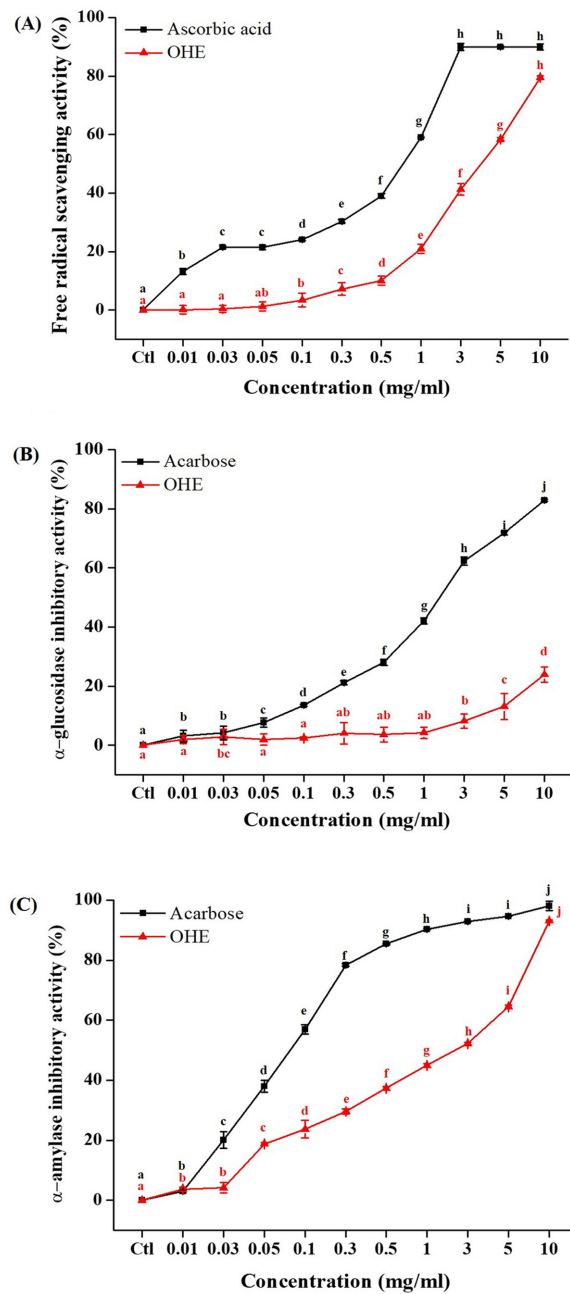 (A)
Ascorbic acid
OHE
Free radical scavenging activity (%)
80
60
40
20
0
a b c c d e f g h h h
a a a ab b c d e f g h
Ctl 0.01 0.03 0.05 0.1 0.3 0.5 1 3 5 10
Concentration (mg/ml)
(B)
Acarbose
OHE
α–glucosidase inhibitory activity (%)
100
80
60
40
20
0
a b b c d e f g h i j
a a bc a a ab ab ab b c d
Ctl 0.01 0.03 0.05 0.1 0.3 0.5 1 3 5 10
Concentration (mg/ml)
(C)
Acarbose
OHE
α–amylase inhibitory activity (%)
100
80
60
40
20
0
a b c d e f g h i i j
a b b c d e f g h i j
Ctl 0.01 0.03 0.05 0.1 0.3 0.5 1 3 5 10
Concentration (mg/ml)